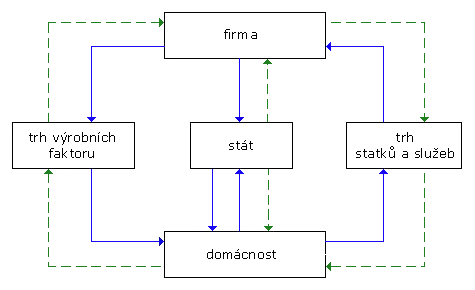 firma
trh výrobních
faktoru
stát
trh
statků a služeb
domácnost